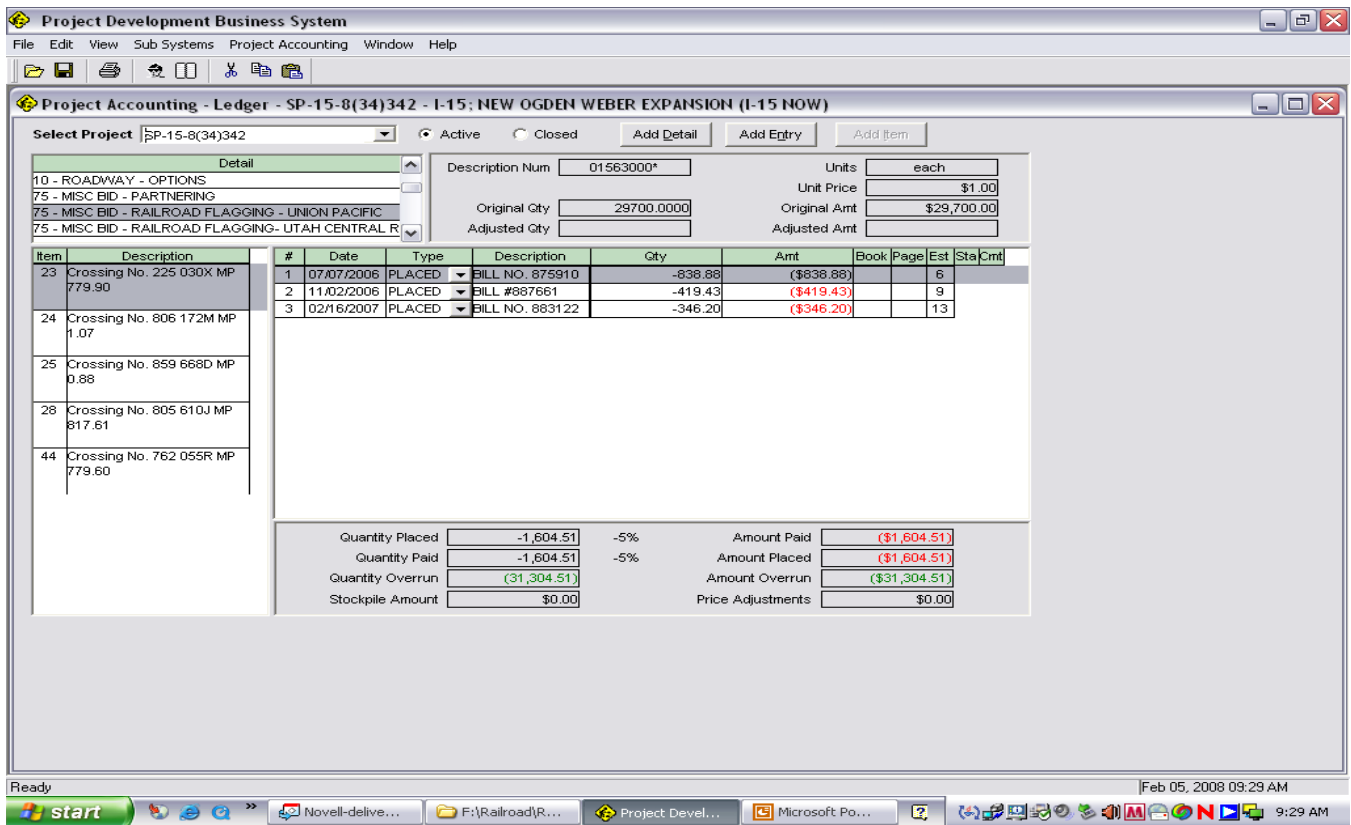 Project Development Business System
File Edit View Sub Systems Project Accounting Window Help
Project Accounting - Ledger - SP-15-8(34)342 - I-15; NEW OGDEN WEBER EXPANSION (I-15 NOW)
Select Project SP-15-8(34)342 Active Closed Add Detail Add Entry Add Item
Detail
10 - ROADWAY - OPTIONS
75 - MISC BID - PARTNERING
75 - MISC BID - RAILROAD FLAGGING - UNION PACIFIC
75 - MISC BID - RAILROAD FLAGGING- UTAH CENTRAL R
Description Num 01563000* Units each
Unit Price $1.00
Original Qty 29700.0000 Original Amt $29,700.00
Adjusted Qty Adjusted Amt
Item Description
23 Crossing No. 225 030X MP
779.90
24 Crossing No. 806 172M MP
1.07
25 Crossing No. 859 668D MP
0.88
28 Crossing No. 805 610J MP
817.61
44 Crossing No. 762 055R MP
779.60
# Date Type Description Qty Amt Book Page Est Sta Cmt
1 07/07/2006 PLACED BILL NO. 875910 -838.88 ($838.88) 6
2 11/02/2006 PLACED BILL #887661 -419.43 ($419.43) 9
3 02/16/2007 PLACED BILL NO. 883122 -346.20 ($346.20) 13
Quantity Placed -1,604.51 -5% Amount Paid ($1,604.51)
Quantity Paid -1,604.51 -5% Amount Placed ($1,604.51)
Quantity Overrun (31,304.51) Amount Overrun ($31,304.51)
Stockpile Amount $0.00 Price Adjustments $0.00
Ready Feb 05, 2008 09:29 AM
start Novell-delive... F:\Railroad\R... Project Devel... Microsoft Po... 9:29 AM